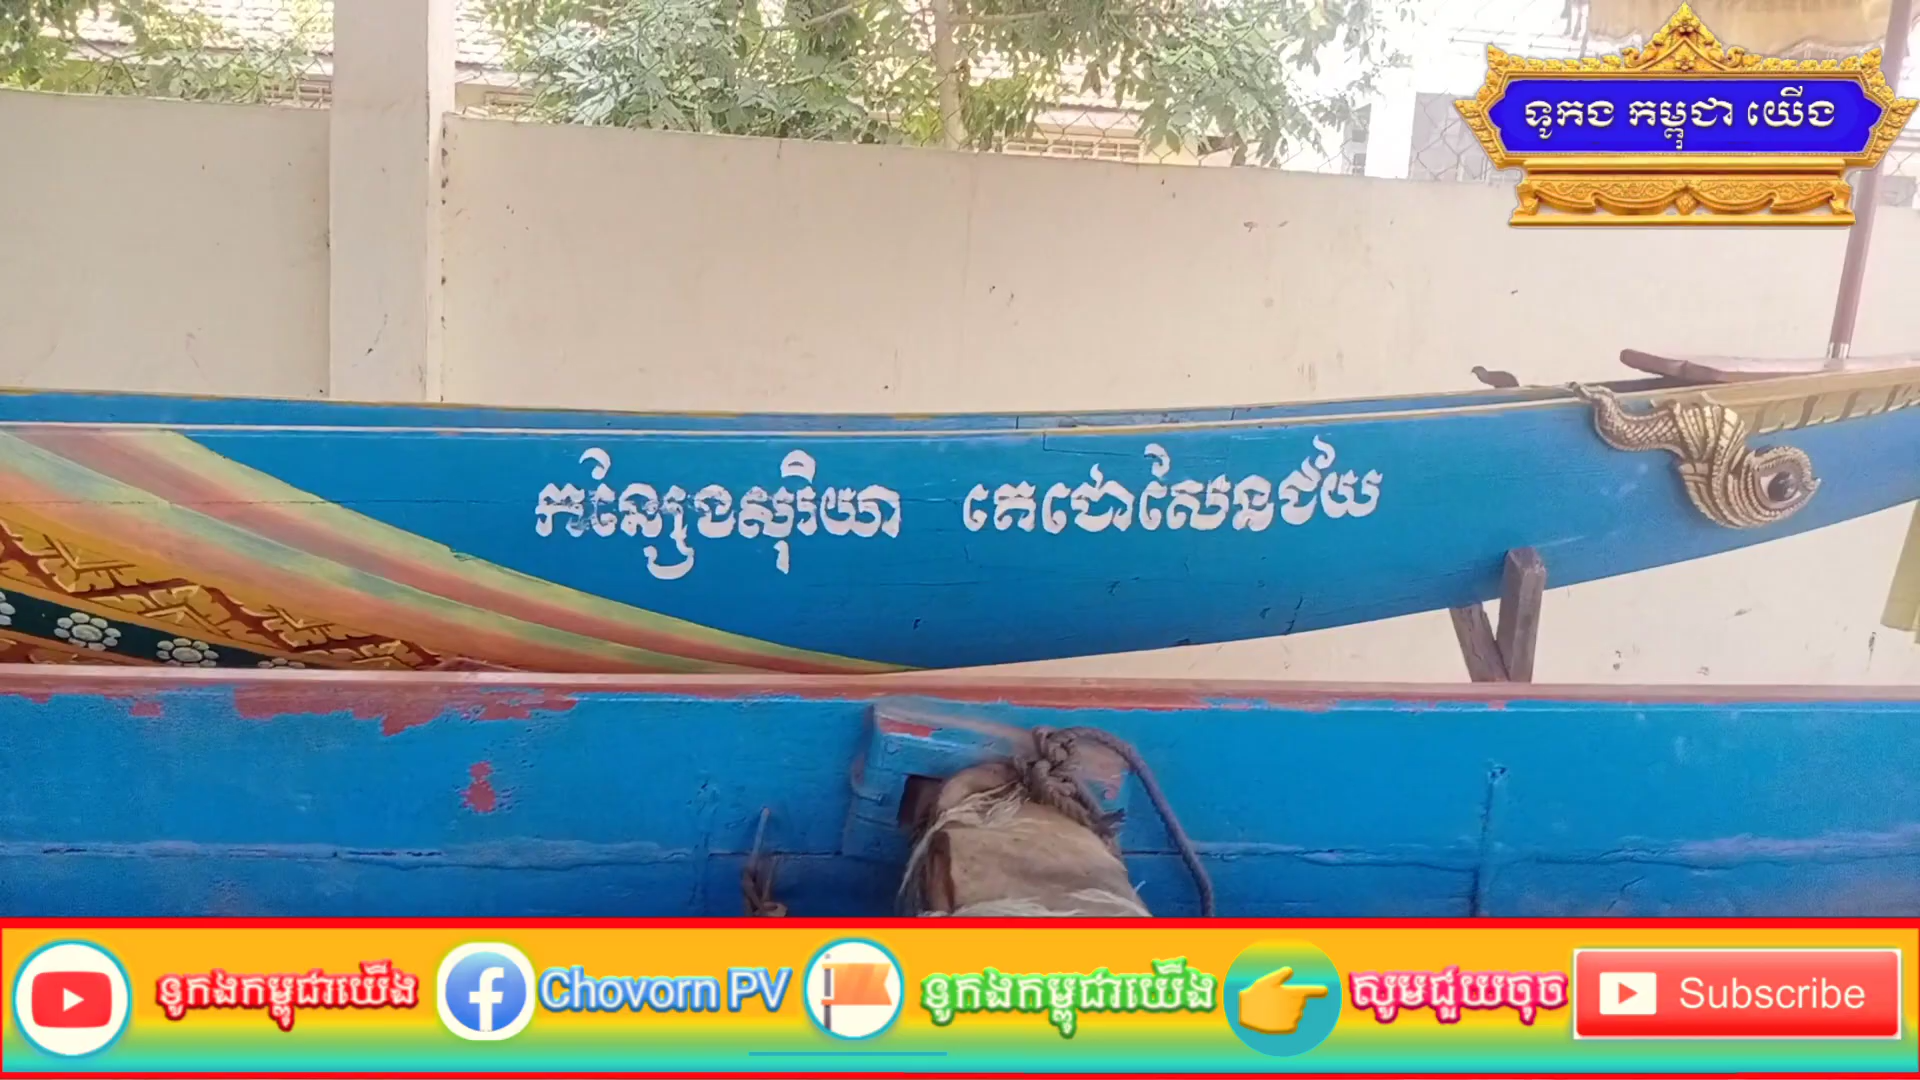 ទូកង កម្ពុជា យើង
កន្សែងសុរិយា តេជោសែនជ័យ
ទូកងកម្ពុជាយើង Chovorn PV ទូកងកម្ពុជាយើង សូមជួយចុច Subscribe